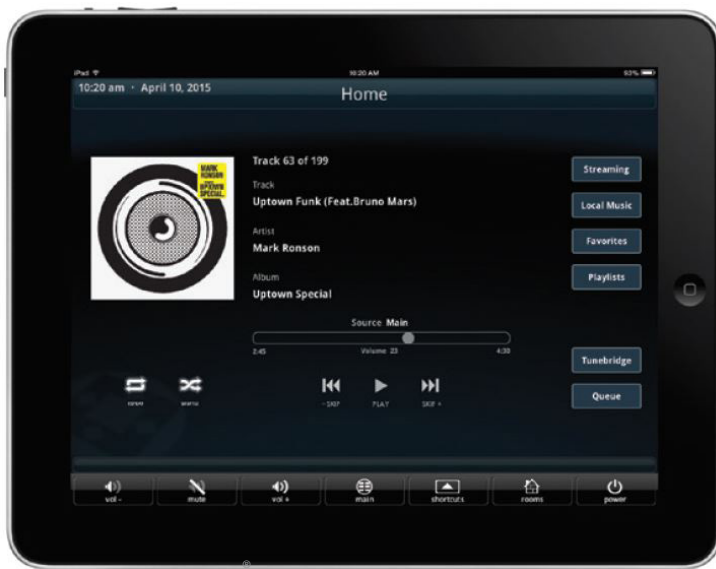 iPad
10:20 AM
93%
10:20 am · April 10, 2015
Home
MARK
RONSON
UPTOWN
SPECIAL
Track 63 of 199
Track
Uptown Funk (Feat.Bruno Mars)
Artist
Mark Ronson
Album
Uptown Special
Streaming
Local Music
Favorites
Playlists
Source Main
2:45 Volume 23 4:30
- SKIP PLAY SKIP +
Tunebridge
Queue
vol - mute vol + main shortcuts rooms power
®